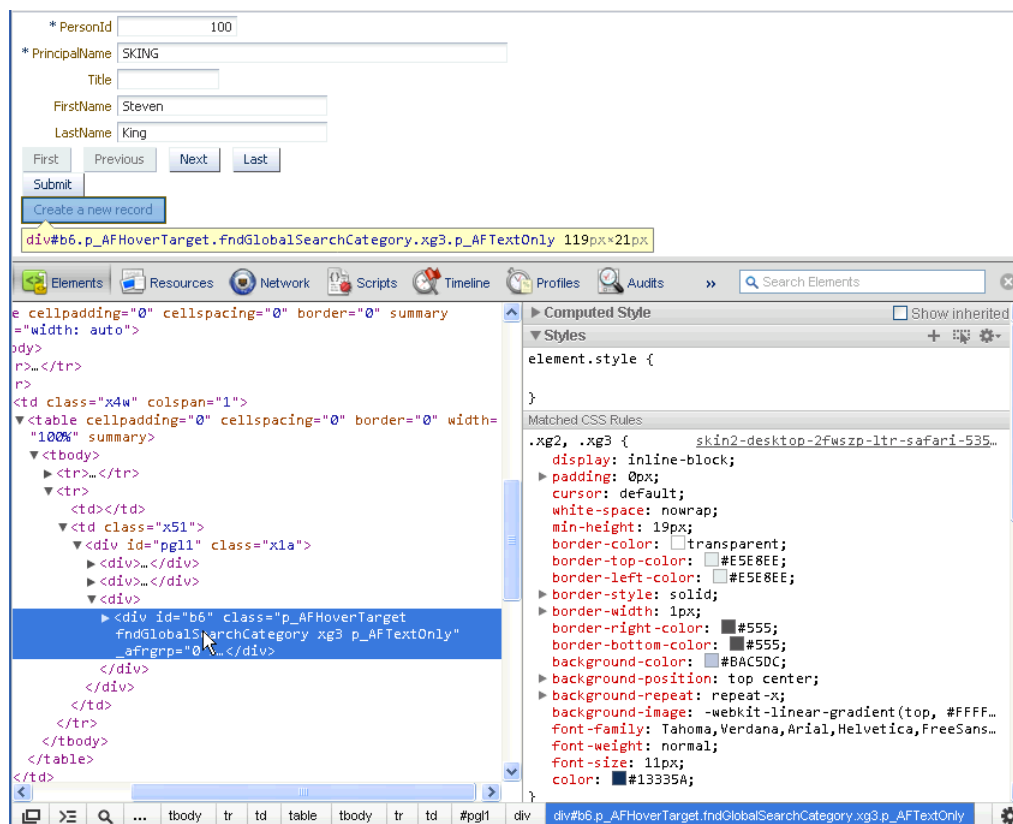 * PersonId 100
* PrincipalName SKING
Title
FirstName Steven
LastName King
First Previous Next Last
Submit
Create a new record
div#b6.p_AFHoverTarget.fndGlobalSearchCategory.xg3.p_AFTextOnly 119px×21px
Elements Resources Network Scripts Timeline Profiles Audits » Search Elements
e cellpadding="0" cellspacing="0" border="0" summary
="width: auto">
ody>
r>…</tr>
r>
<td class="x4w" colspan="1">
▼<table cellpadding="0" cellspacing="0" border="0" width=
"100%" summary>
▼<tbody>
▶<tr>…</tr>
▼<tr>
<td></td>
▼<td class="x51">
▼<div id="pgl1" class="x1a">
▶<div>…</div>
▶<div>…</div>
▼<div>
▶<div id="b6" class="p_AFHoverTarget
fndGlobalSearchCategory xg3 p_AFTextOnly"
_afrgrp="0"…</div>
</div>
</div>
</td>
</tr>
</tbody>
</table>
</td>
▶ Computed Style Show inherited
▼ Styles
element.style {
}
Matched CSS Rules
.xg2, .xg3 { skin2-desktop-2fwszp-ltr-safari-535…
display: inline-block;
▶ padding: 0px;
cursor: default;
white-space: nowrap;
min-height: 19px;
border-color: transparent;
border-top-color: #E5E8EE;
border-left-color: #E5E8EE;
▶ border-style: solid;
▶ border-width: 1px;
border-right-color: #555;
border-bottom-color: #555;
background-color: #BAC5DC;
▶ background-position: top center;
▶ background-repeat: repeat-x;
background-image: -webkit-linear-gradient(top, #FFFF…
font-family: Tahoma,Verdana,Arial,Helvetica,FreeSans…
font-weight: normal;
font-size: 11px;
color: #13335A;
}
... tbody tr td table tbody tr td #pgl1 div div#b6.p_AFHoverTarget.fndGlobalSearchCategory.xg3.p_AFTextOnly